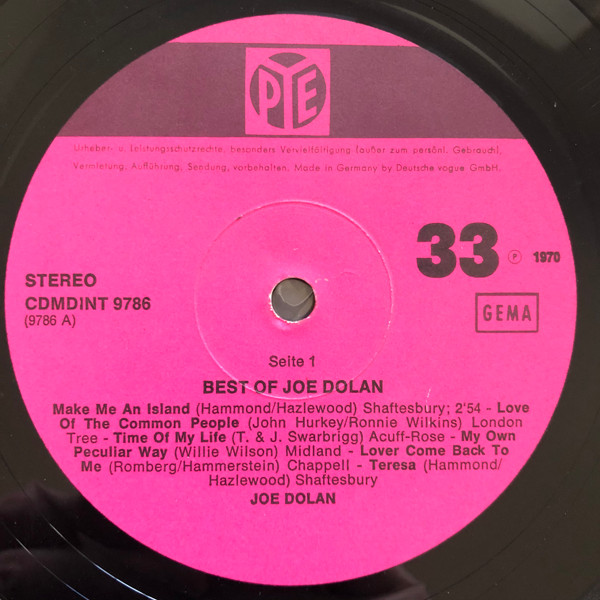 PYE
Urheber- u. Leistungsschutzrechte, besonders Vervielfältigung (außer zum persönl. Gebrauch),
Vermietung, Aufführung, Sendung, vorbehalten. Made in Germany by Deutsche vogue GmbH.
33 Ⓟ 1970
STEREO
CDMDINT 9786
(9786 A)
GEMA
Seite 1
BEST OF JOE DOLAN
Make Me An Island (Hammond/Hazlewood) Shaftesbury; 2'54 - Love
Of The Common People (John Hurkey/Ronnie Wilkins) London
Tree - Time Of My Life (T. & J. Swarbrigg) Acuff-Rose - My Own
Peculiar Way (Willie Wilson) Midland - Lover Come Back To
Me (Romberg/Hammerstein) Chappell - Teresa (Hammond/
Hazlewood) Shaftesbury
JOE DOLAN